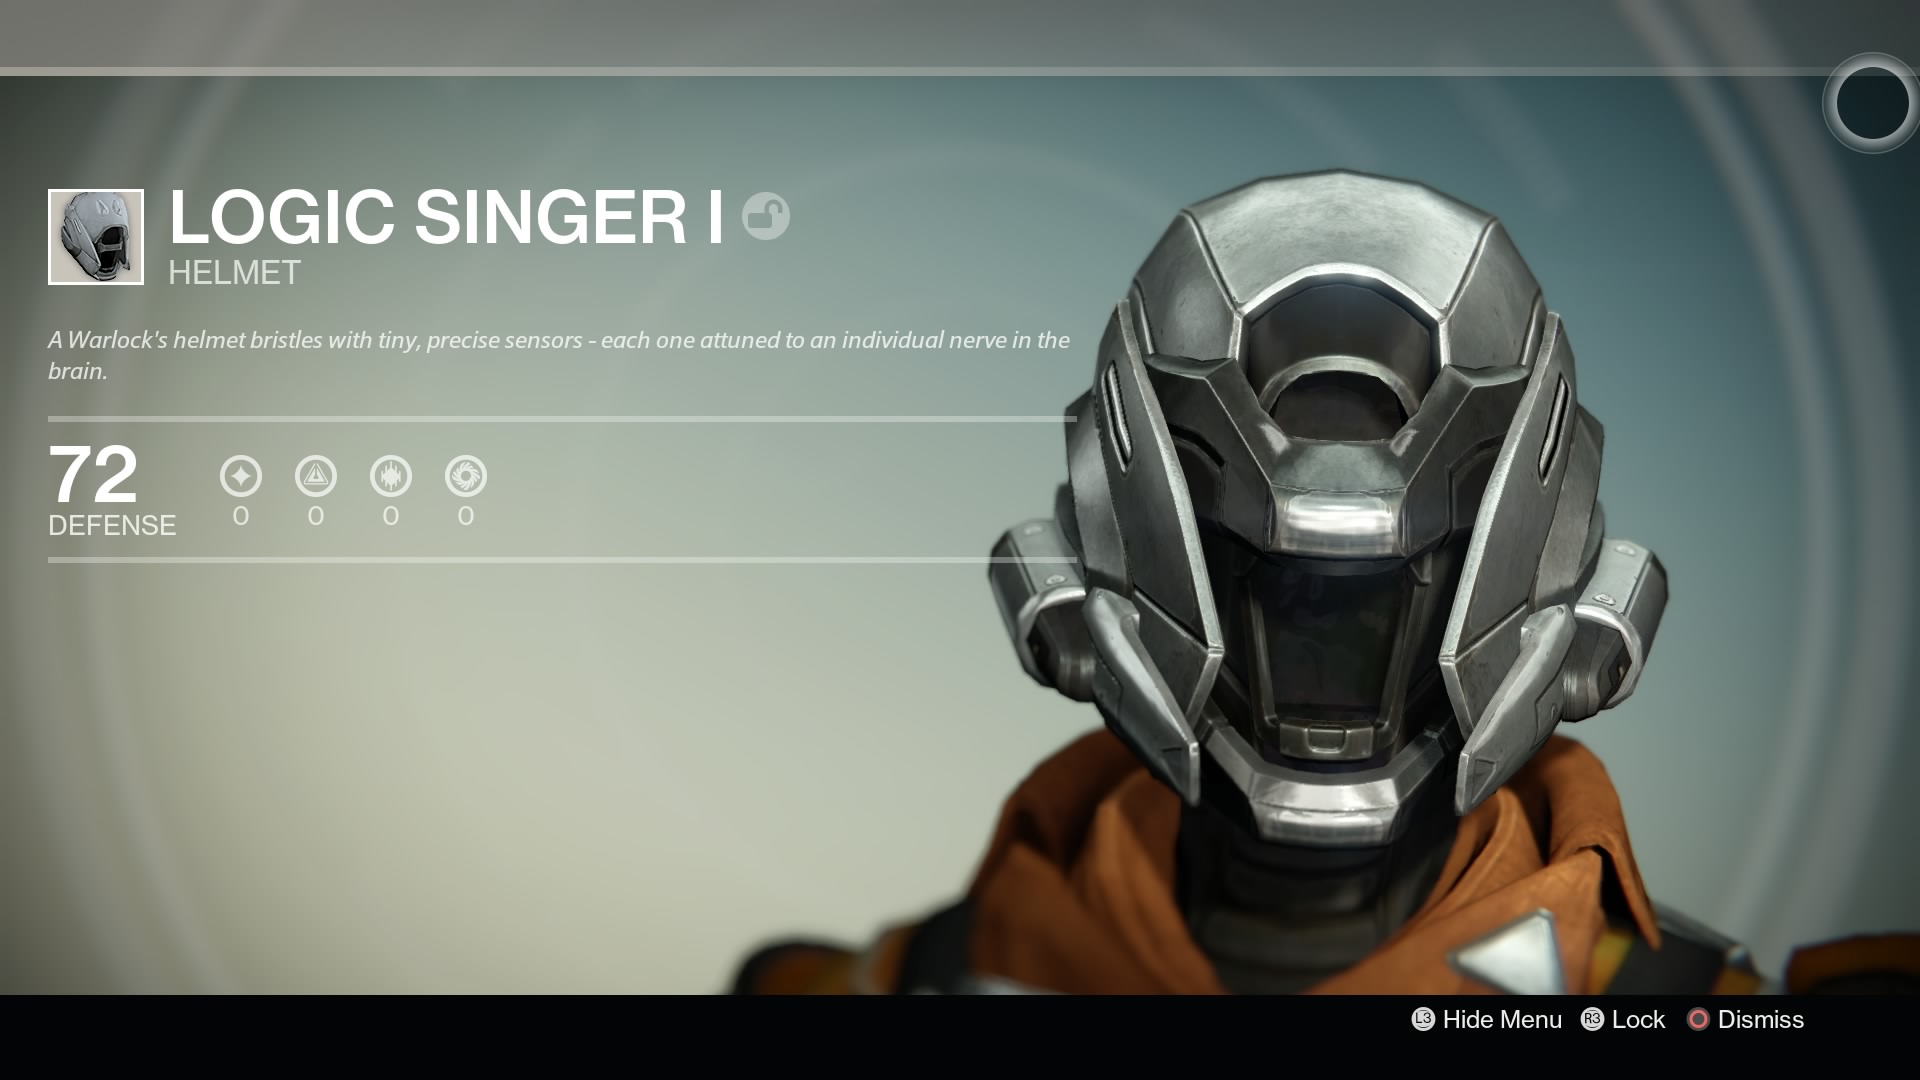 LOGIC SINGER I
HELMET
A Warlock's helmet bristles with tiny, precise sensors - each one attuned to an individual nerve in the
brain.
72
DEFENSE
0 0 0 0
L3 Hide Menu R3 Lock Dismiss